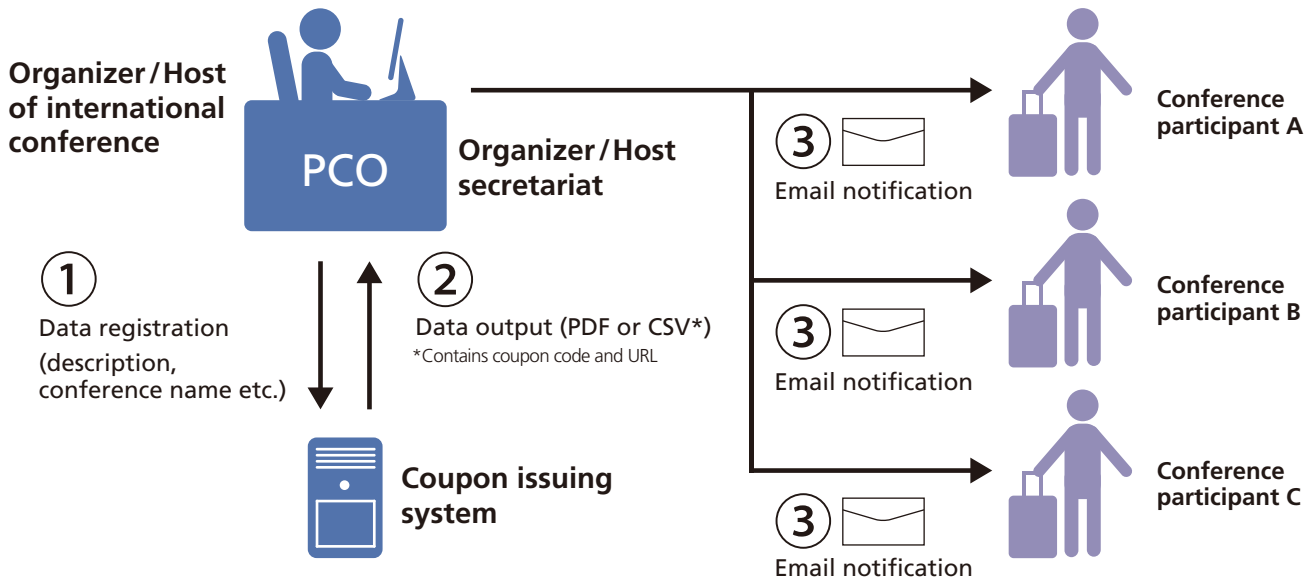 Organizer/Host
of international
conference
PCO
Organizer/Host
secretariat
1
Data registration
(description,
conference name etc.)
2
Data output (PDF or CSV*)
*Contains coupon code and URL
Coupon issuing
system
3
Email notification
Conference
participant A
3
Email notification
Conference
participant B
3
Email notification
Conference
participant C